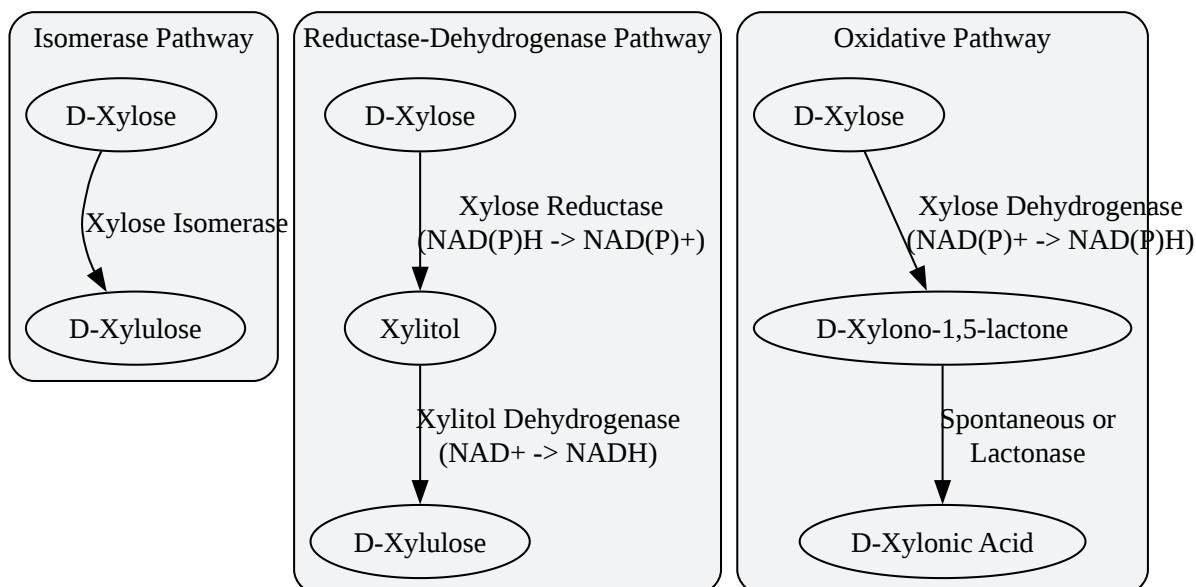 Isomerase Pathway
D-Xylose
Xylose Isomerase
D-Xylulose
Reductase-Dehydrogenase Pathway
D-Xylose
Xylose Reductase
(NAD(P)H -> NAD(P)+)
Xylitol
Xylitol Dehydrogenase
(NAD+ -> NADH)
D-Xylulose
Oxidative Pathway
D-Xylose
Xylose Dehydrogenase
(NAD(P)+ -> NAD(P)H)
D-Xylono-1,5-lactone
Spontaneous or
Lactonase
D-Xylonic Acid